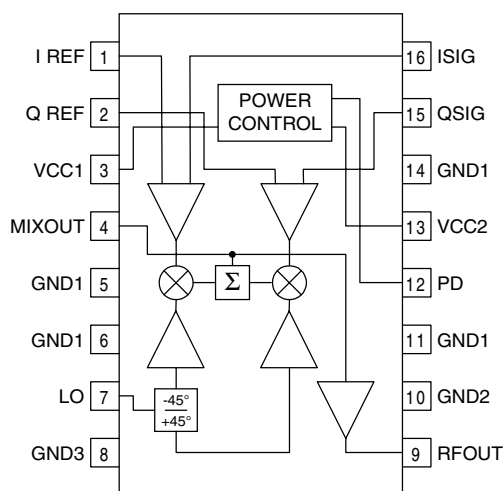 I REF 1 16 ISIG
Q REF 2 POWER CONTROL 15 QSIG
VCC1 3 14 GND1
MIXOUT 4 13 VCC2
GND1 5 Σ 12 PD
GND1 6 11 GND1
LO 7 -45° +45° 10 GND2
GND3 8 9 RFOUT